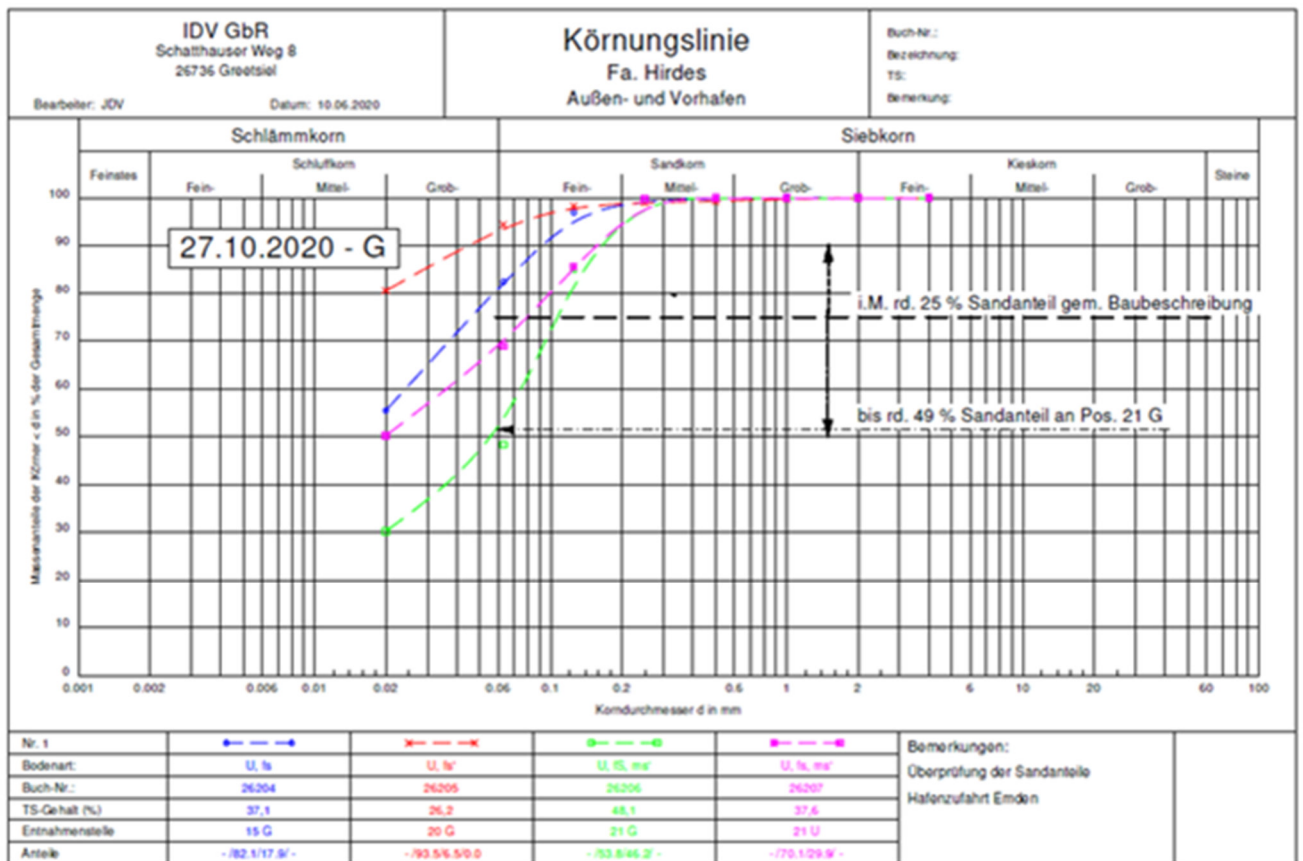 IDV GbR
Schatthauser Weg 8
26736 Greetsiel
Bearbeiter: JDV
Datum: 10.06.2020
Körnungslinie
Fa. Hirdes
Außen- und Vorhafen
Buch-Nr.:
Bezeichnung:
TS:
Bemerkung:
Schlämmkorn
Siebkorn
Feinstes
Schluffkorn
Sandkorn
Kieskorn
Steine
Fein-
Mittel-
Grob-
Fein-
Mittel-
Grob-
Fein-
Mittel-
Grob-
27.10.2020 - G
i.M. rd. 25 % Sandanteil gem. Baubeschreibung
bis rd. 49 % Sandanteil an Pos. 21 G
Massenanteile der Körner < d in % der Gesamtmenge
100
90
80
70
60
50
40
30
20
10
0
0.001 0.002 0.006 0.01 0.02 0.06 0.1 0.2 0.6 1 2 6 10 20 60 100
Korndurchmesser d in mm
Nr. 1
Bodenart: U, fs U, fs' U, fS, ms' U, fs, ms'
Buch-Nr.: 26204 26205 26206 26207
TS-Gehalt (%) 37,1 26,2 48,1 37,6
Entnahmenstelle 15 G 20 G 21 G 21 U
Anteile - /82.1/17.9/ - - /93.5/6.5/0.0 - /53.8/46.2/ - - /70.1/29.9/ -
Bemerkungen:
Überprüfung der Sandanteile
Hafenzufahrt Emden